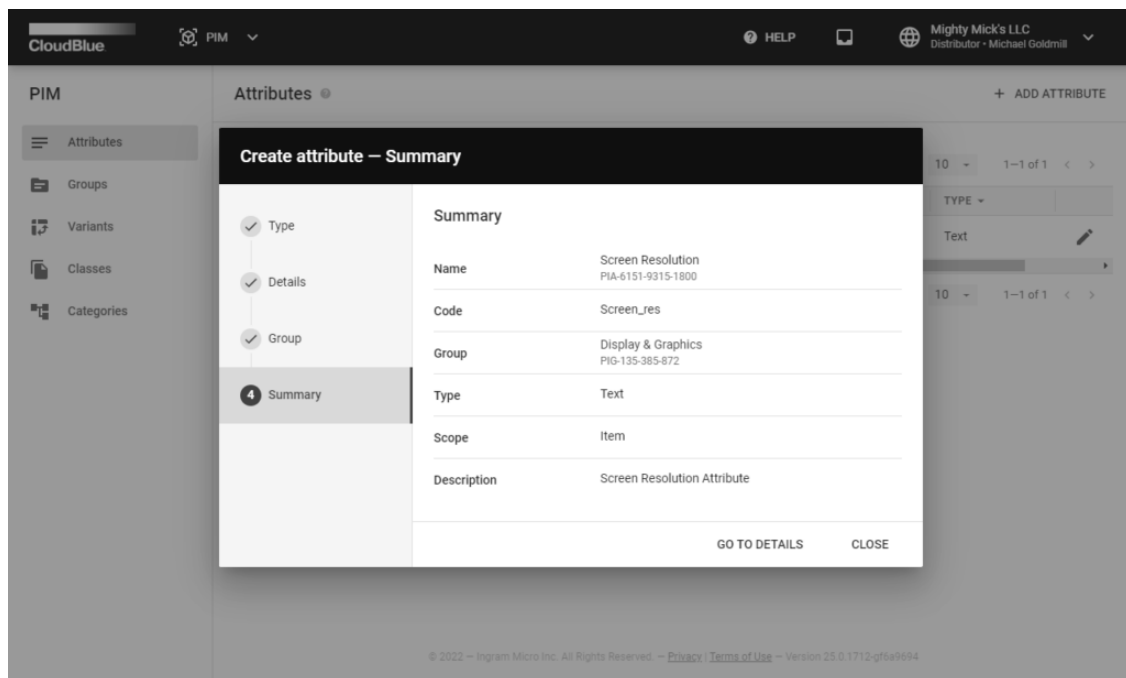 CloudBlue
PIM
HELP
Mighty Mick's LLC
Distributor • Michael Goldmill
PIM
Attributes
+ ADD ATTRIBUTE
Attributes
Groups
Variants
Classes
Categories
10
1–1 of 1
TYPE
Text
10
1–1 of 1
Create attribute — Summary
Type
Details
Group
4 Summary
Summary
Name
Screen Resolution
PIA-6151-9315-1800
Code
Screen_res
Group
Display & Graphics
PIG-135-385-872
Type
Text
Scope
Item
Description
Screen Resolution Attribute
GO TO DETAILS
CLOSE
© 2022 — Ingram Micro Inc. All Rights Reserved. — Privacy | Terms of Use — Version 25.0.1712-gf6a9694